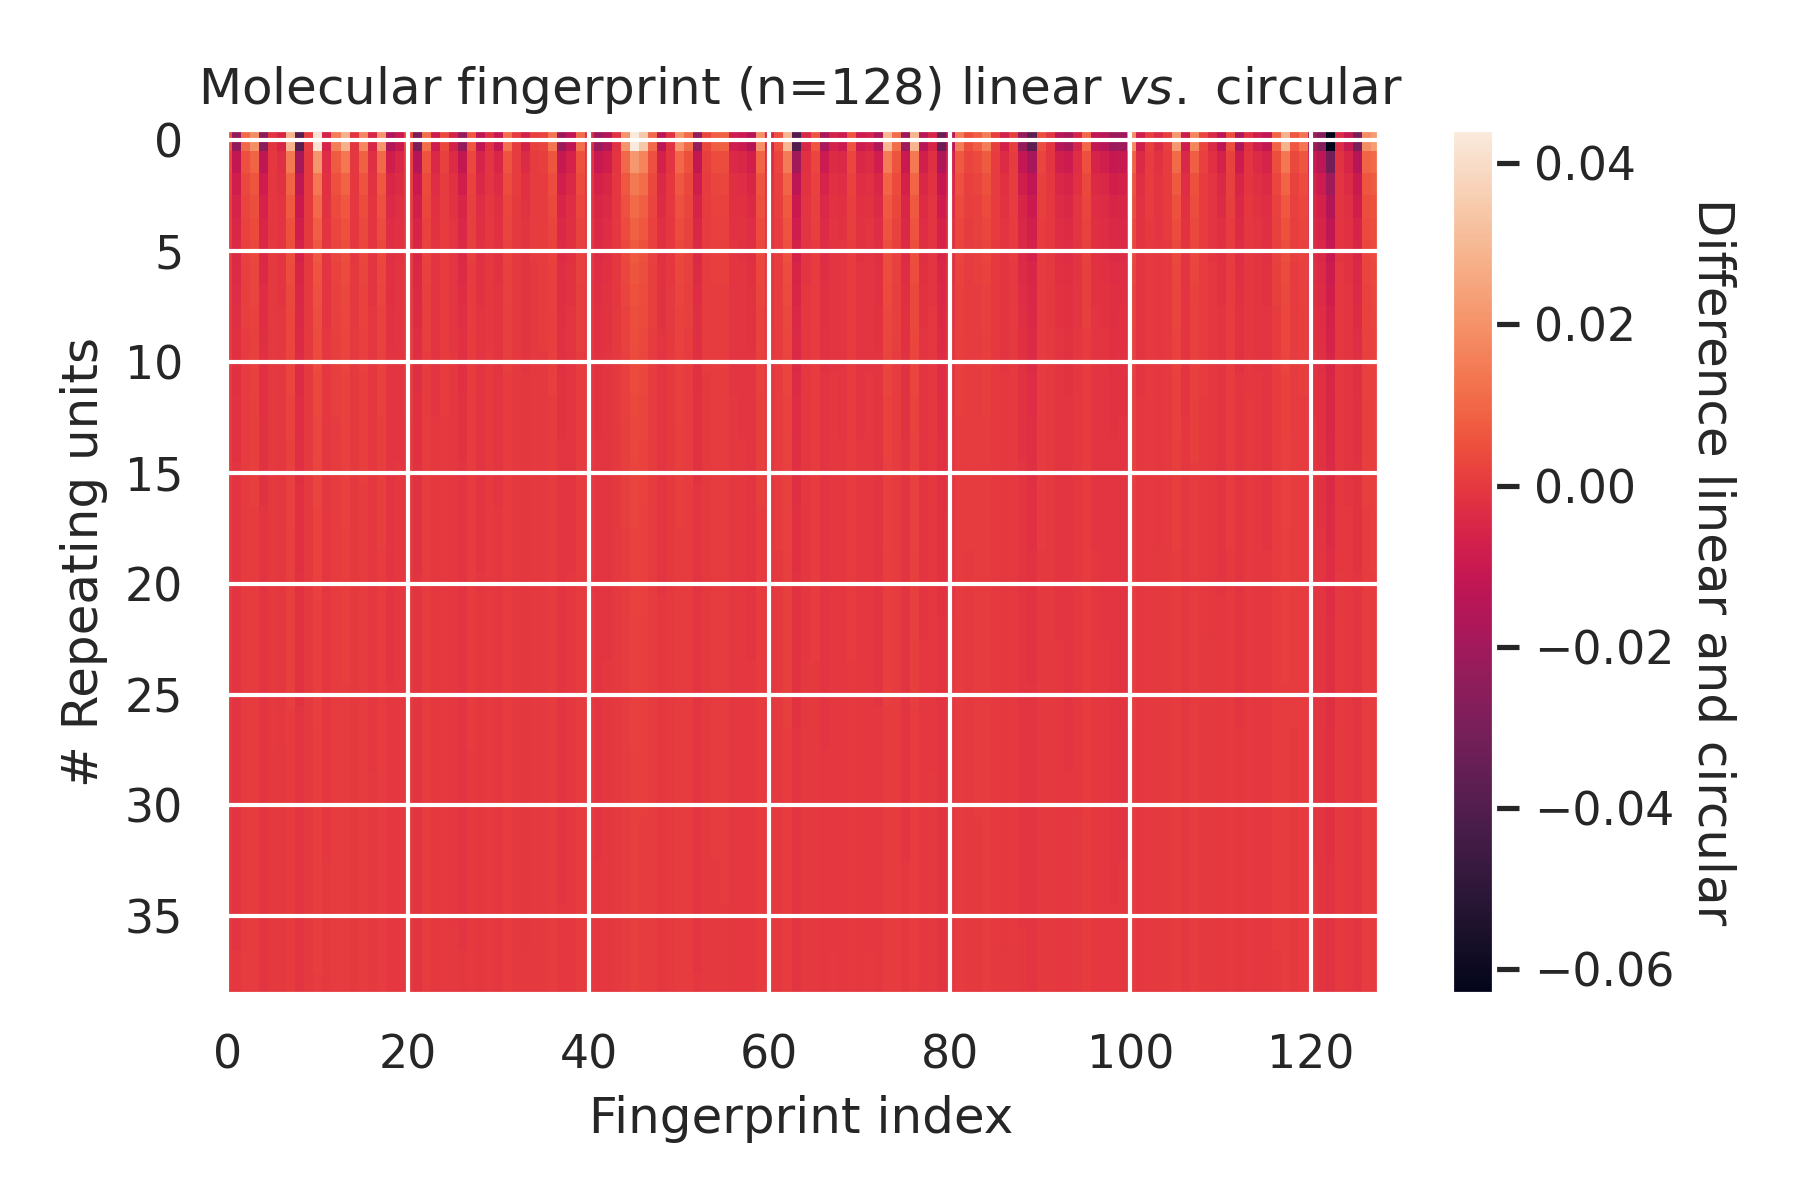 Molecular fingerprint (n=128) linear vs. circular
0
5
10
15
20
25
30
35
# Repeating units
0 20 40 60 80 100 120
Fingerprint index
0.04
0.02
0.00
−0.02
−0.04
−0.06
Difference linear and circular